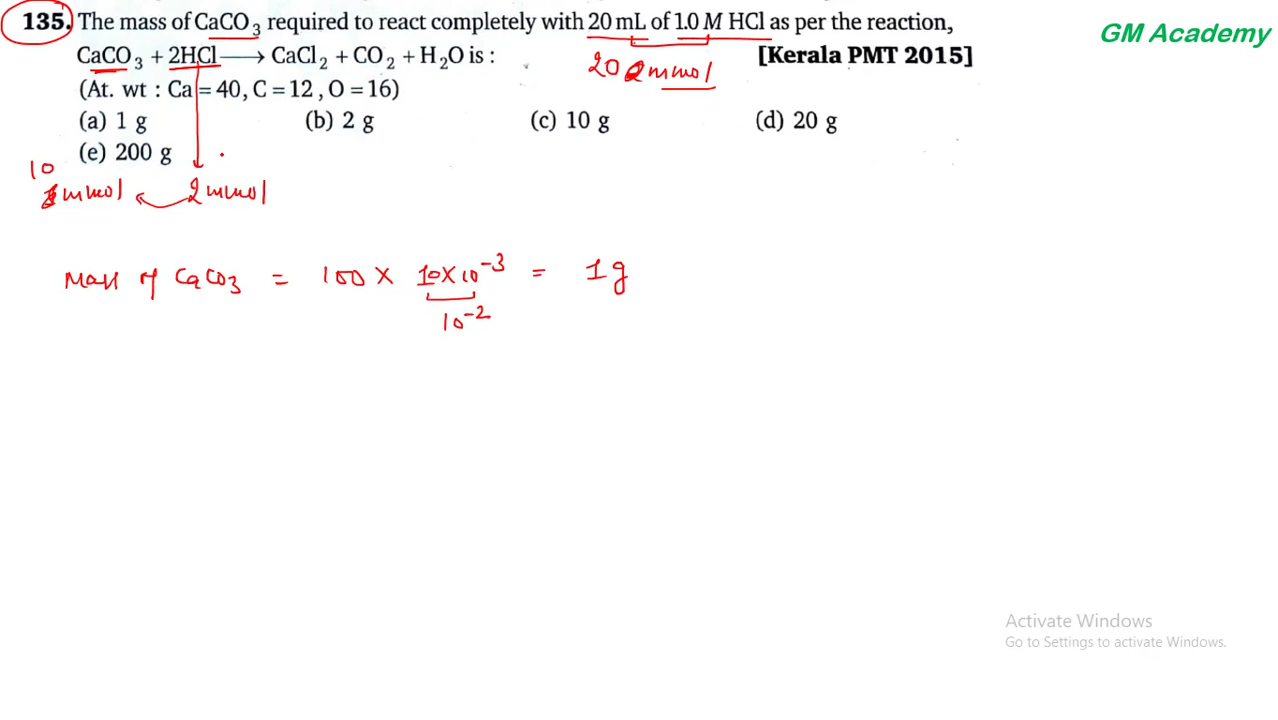 GM Academy
135. The mass of CaCO₃ required to react completely with 20 mL of 1.0 M HCl as per the reaction,
CaCO₃ + 2HCl ⟶ CaCl₂ + CO₂ + H₂O is : [Kerala PMT 2015]
20 mmol
(At. wt : Ca = 40, C = 12 , O = 16)
(a) 1 g (b) 2 g (c) 10 g (d) 20 g
(e) 200 g
10
mmol 2 mmol
Mass of CaCO3 = 100 × 10×10⁻³ = 1g
10⁻²
Activate Windows
Go to Settings to activate Windows.